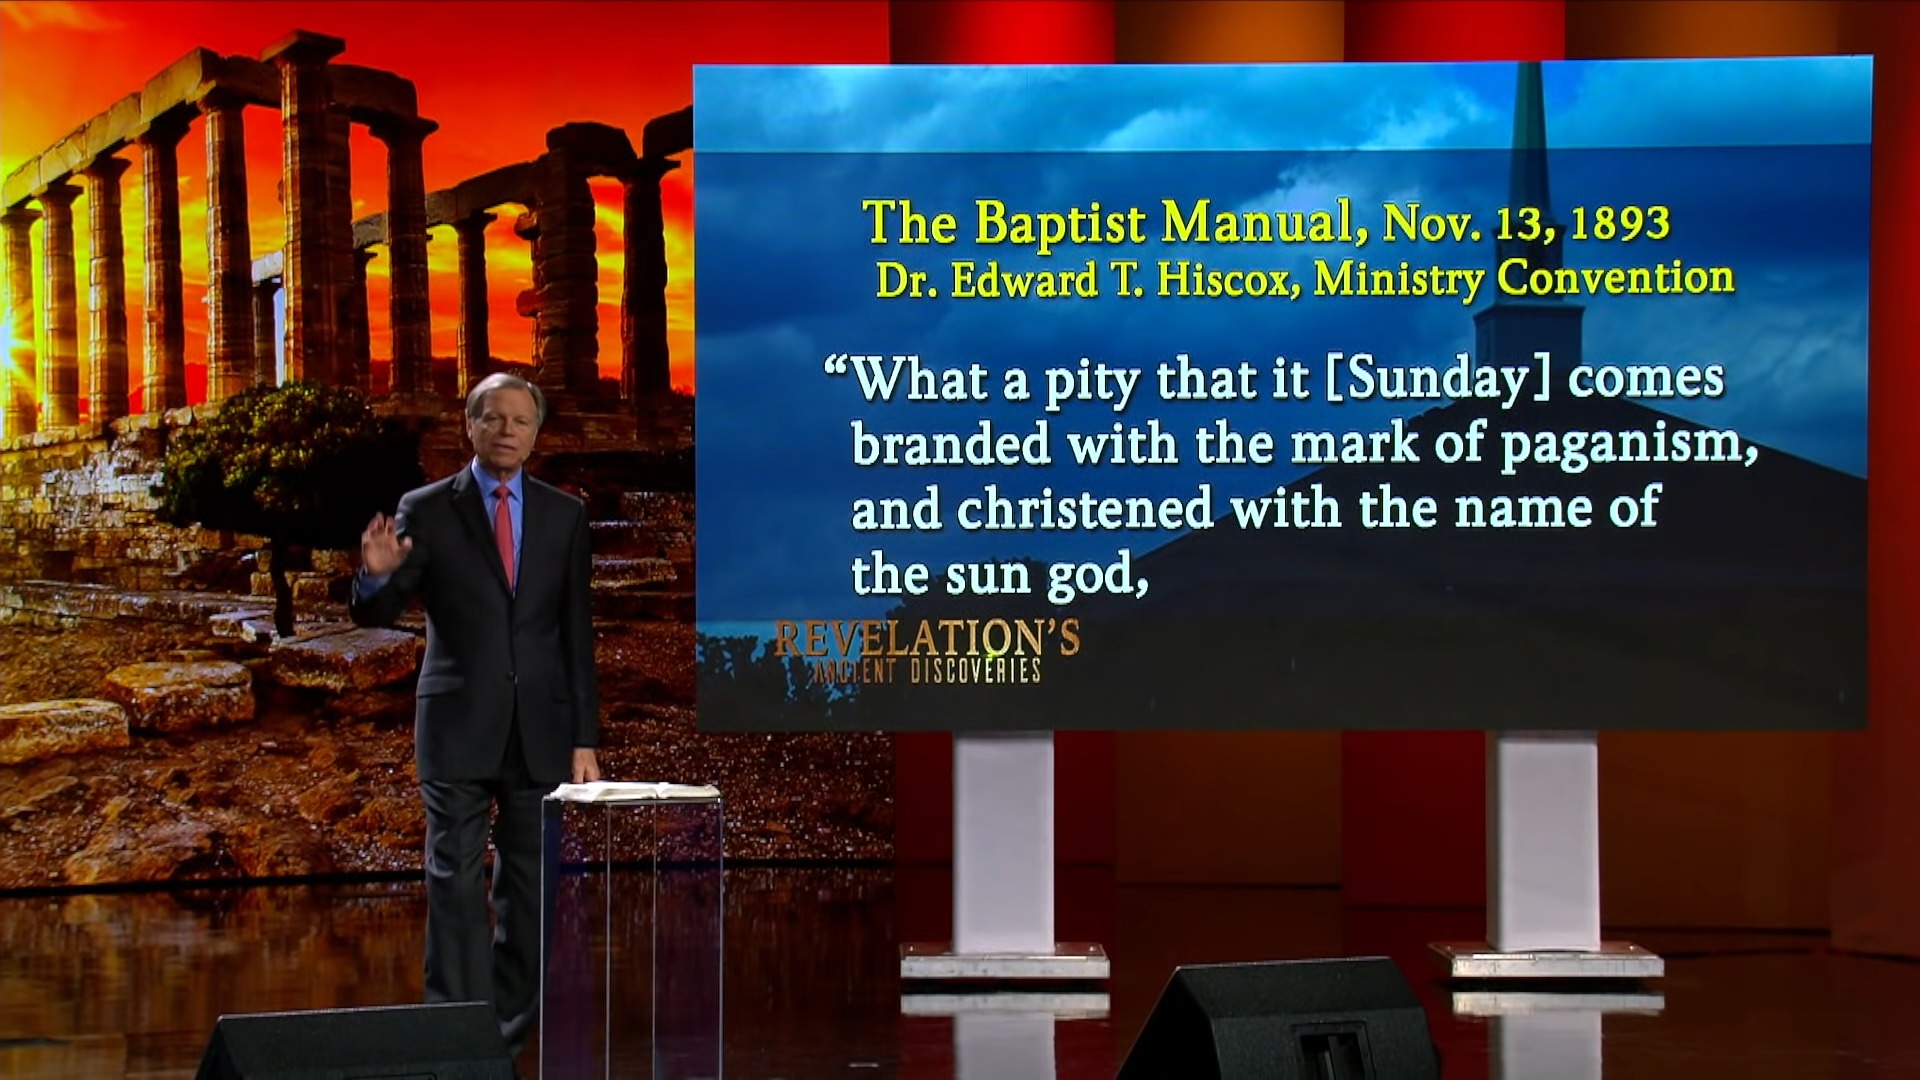 The Baptist Manual, Nov. 13, 1893
Dr. Edward T. Hiscox, Ministry Convention
“What a pity that it [Sunday] comes
branded with the mark of paganism,
and christened with the name of
the sun god,
REVELATION’S
ANCIENT DISCOVERIES